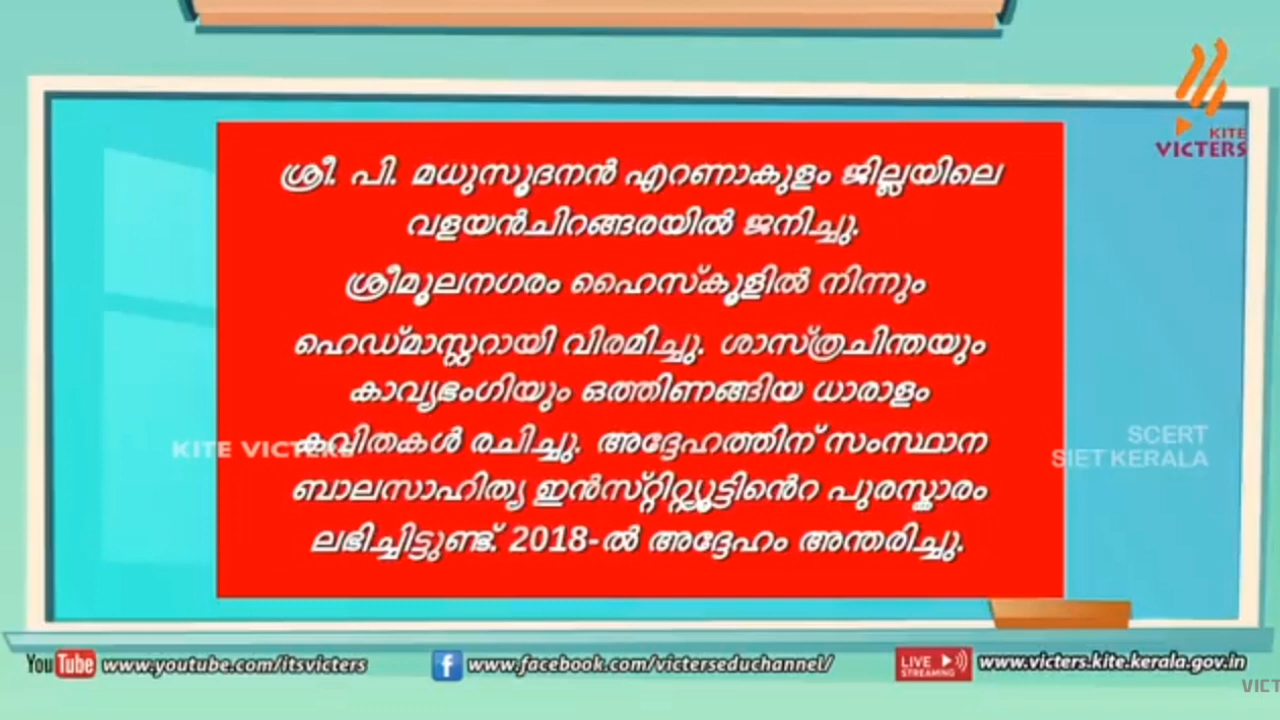 KITE
VICTERS
ശ്രീ. പി. മധുസൂദനൻ എറണാകുളം ജില്ലയിലെ
വളയൻചിറങ്ങരയിൽ ജനിച്ചു.
ശ്രീമൂലനഗരം ഹൈസ്കൂളിൽ നിന്നും
ഹെഡ്മാസ്റ്ററായി വിരമിച്ചു. ശാസ്ത്രചിന്തയും
കാവ്യഭംഗിയും ഒത്തിണങ്ങിയ ധാരാളം
കവിതകൾ രചിച്ചു. അദ്ദേഹത്തിന് സംസ്ഥാന
ബാലസാഹിത്യ ഇൻസ്റ്റിറ്റ്യൂട്ടിൻെറ പുരസ്കാരം
ലഭിച്ചിട്ടുണ്ട്. 2018-ൽ അദ്ദേഹം അന്തരിച്ചു.
KITE VICTERS
SCERT
SIET KERALA
YouTube www.youtube.com/itsvicters
f www.facebook.com/victerseduchannel/
LIVE STREAMING www.victers.kite.kerala.gov.in
VICT